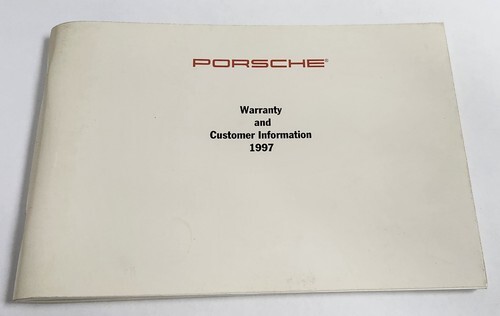 PORSCHE®
Warranty
and
Customer Information
1997